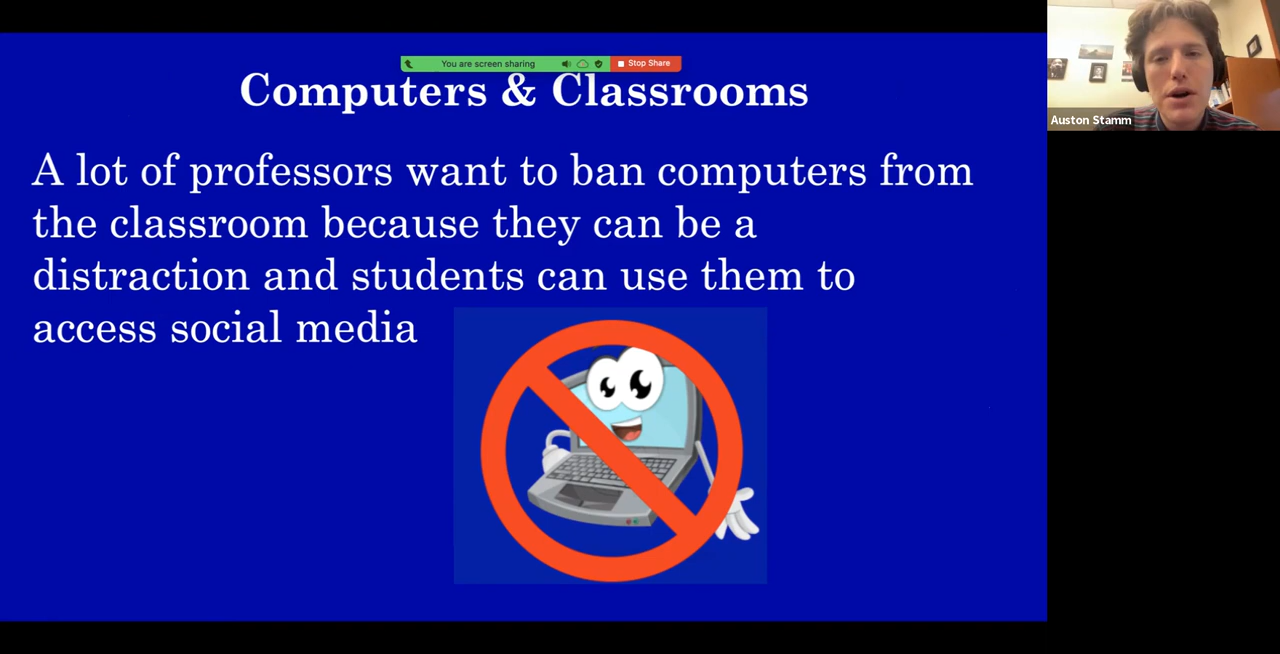 You are screen sharing
Stop Share
Computers & Classrooms
A lot of professors want to ban computers from
the classroom because they can be a
distraction and students can use them to
access social media
Auston Stamm